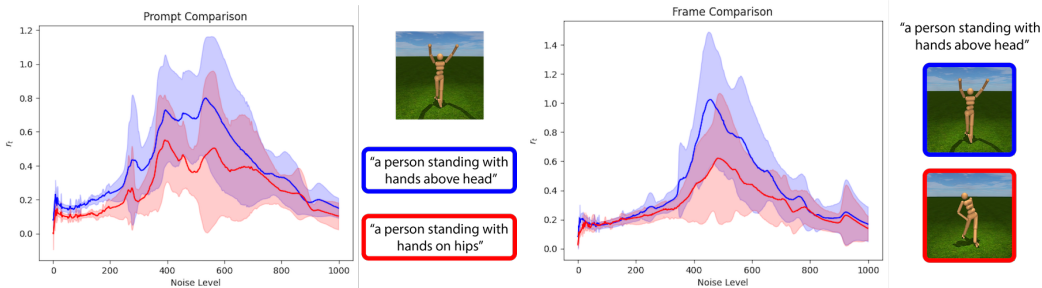 Prompt Comparison
1.2
1.0
0.8
0.6
0.4
0.2
0.0
r_t
0
200
400
600
800
1000
Noise Level
“a person standing with
hands above head”
“a person standing with
hands on hips”
Frame Comparison
1.4
1.2
1.0
0.8
0.6
0.4
0.2
0.0
r_t
0
200
400
600
800
1000
Noise Level
“a person standing with
hands above head”